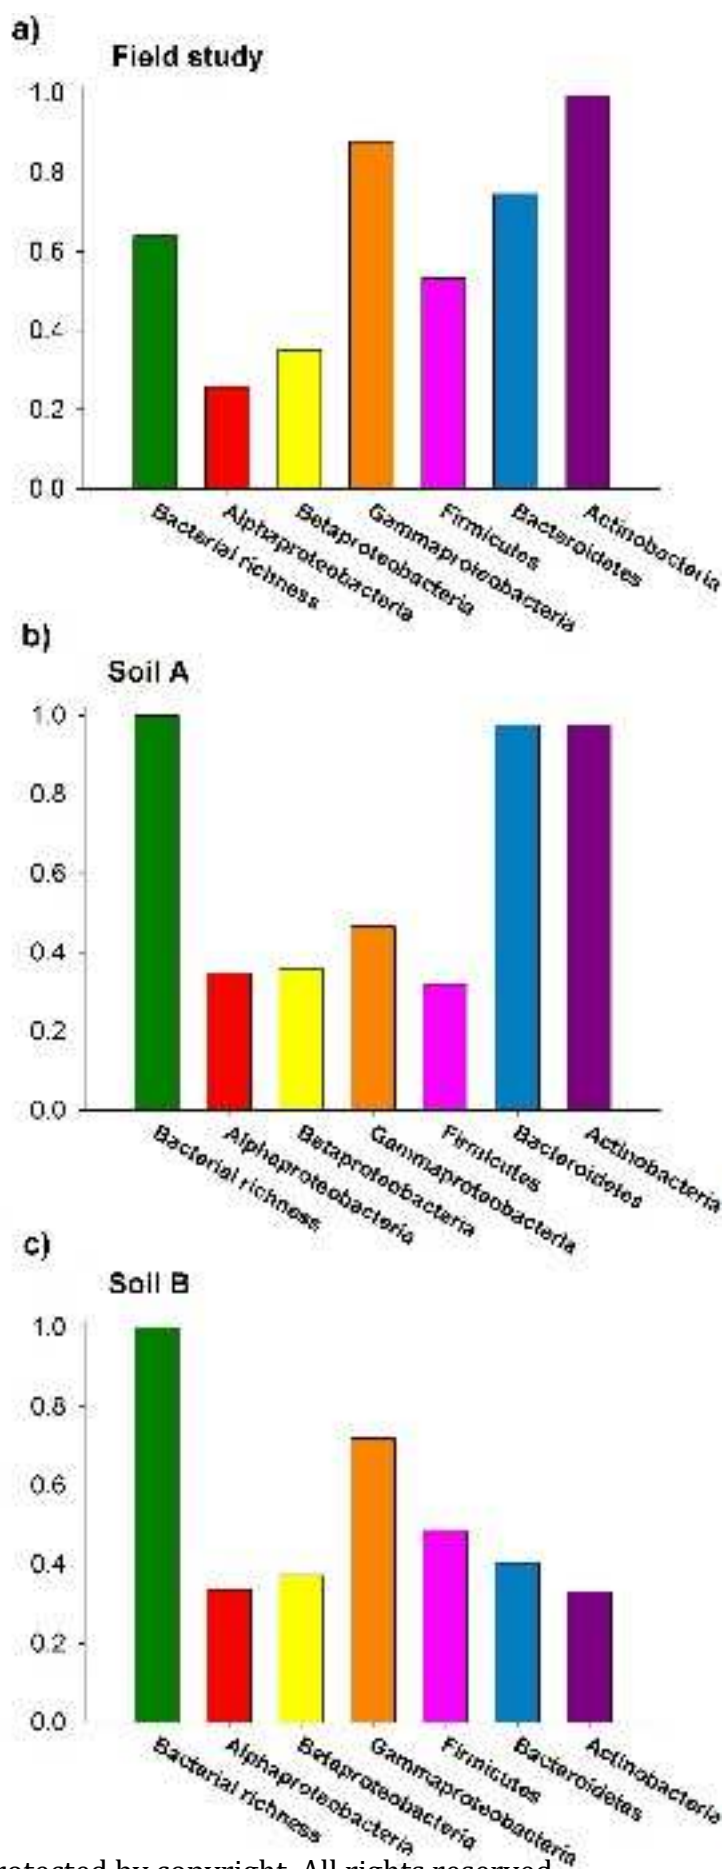 a)
Field study
1.0
0.8
0.6
0.4
0.2
0.0
Bacterial richness
Alphaproteobacteria
Betaproteobacteria
Gammaproteobacteria
Firmicutes
Bacteroidetes
Actinobacteria
b)
Soil A
1.0
0.8
0.6
0.4
0.2
0.0
Bacterial richness
Alphaproteobacteria
Betaproteobacteria
Gammaproteobacteria
Firmicutes
Bacteroidetes
Actinobacteria
c)
Soil B
1.0
0.8
0.6
0.4
0.2
0.0
Bacterial richness
Alphaproteobacteria
Betaproteobacteria
Gammaproteobacteria
Firmicutes
Bacteroidetes
Actinobacteria
rotected by copyright. All rights reserved